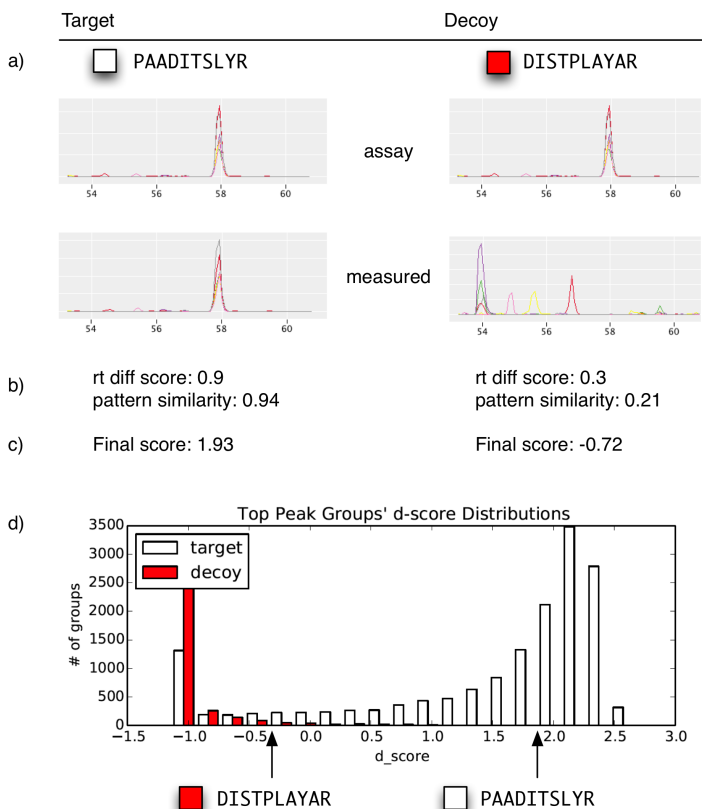 Target Decoy
a) PAADITSLYR DISTPLAYAR
assay
54 56 58 60 54 56 58 60
measured
54 56 58 60 54 56 58 60
b) rt diff score: 0.9 rt diff score: 0.3
pattern similarity: 0.94 pattern similarity: 0.21
c) Final score: 1.93 Final score: -0.72
d)
Top Peak Groups' d-score Distributions
3500
target
3000
decoy
2500
2000
# of groups
1500
1000
500
0
−1.5 −1.0 −0.5 0.0 0.5 1.0 1.5 2.0 2.5 3.0
d_score
DISTPLAYAR PAADITSLYR